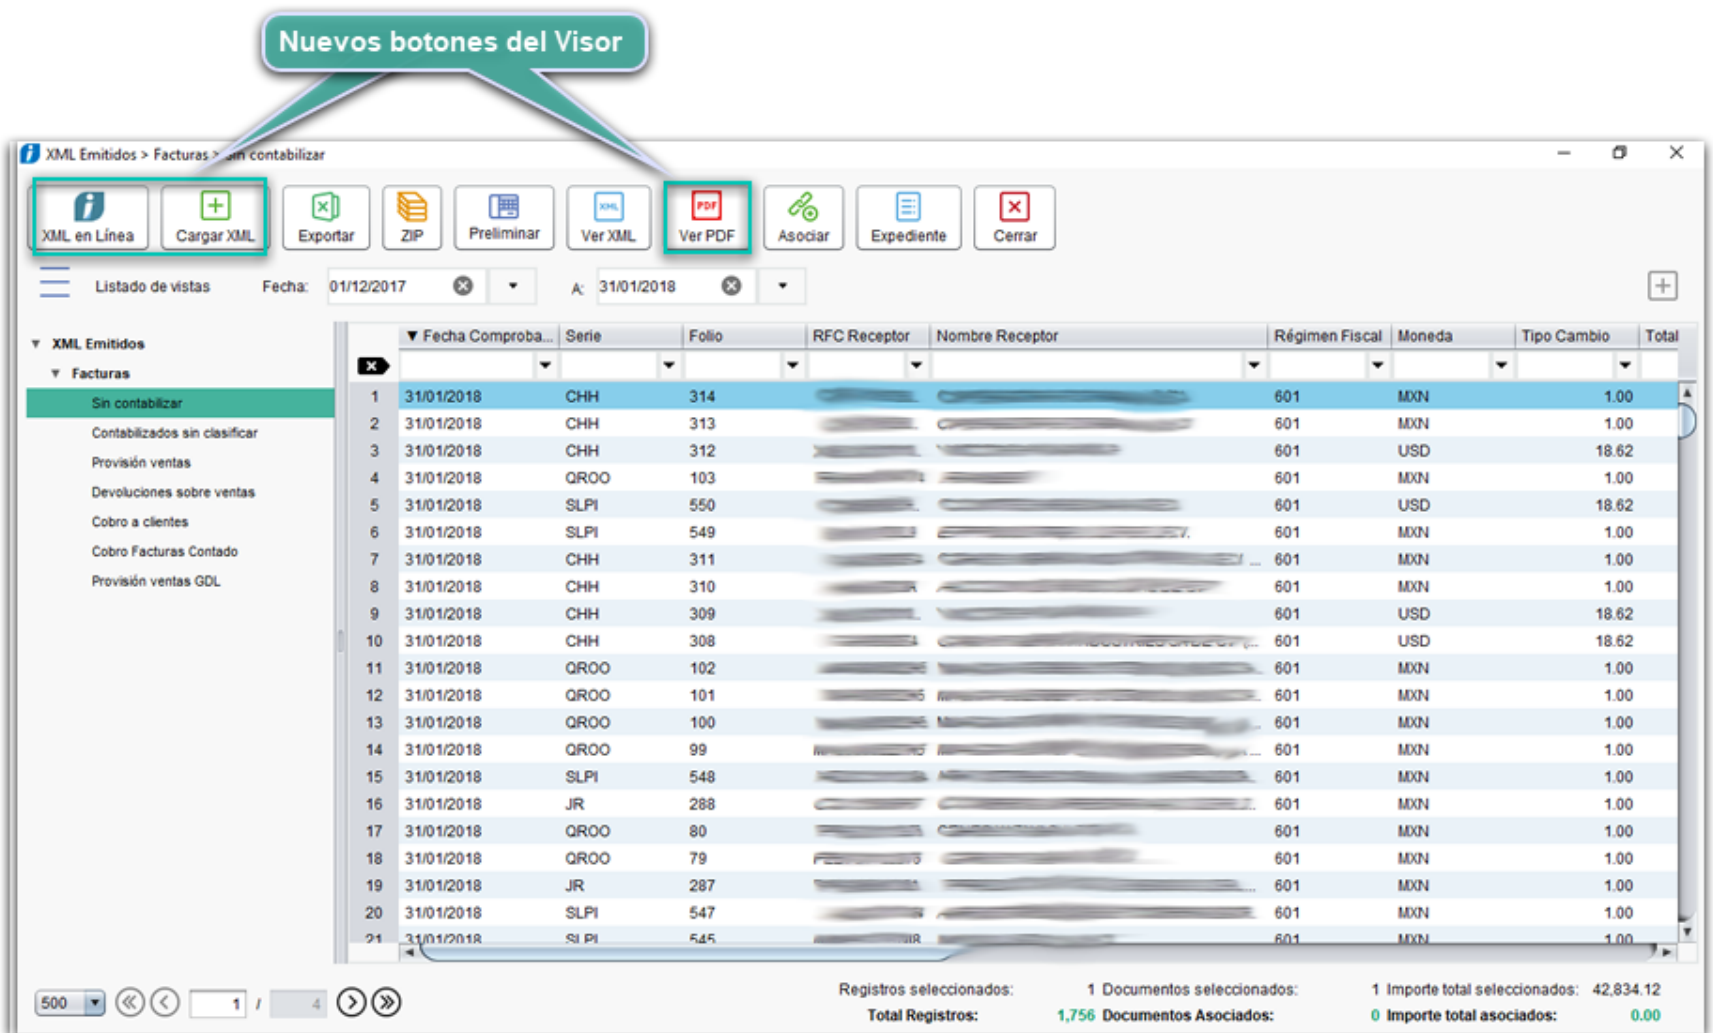 Nuevos botones del Visor
XML Emitidos > Facturas > Sin contabilizar
XML en Línea Cargar XML Exportar ZIP Preliminar Ver XML Ver PDF Asociar Expediente Cerrar
Listado de vistas Fecha: 01/12/2017 A: 31/01/2018
▼ Fecha Comproba... Serie Folio RFC Receptor Nombre Receptor Régimen Fiscal Moneda Tipo Cambio Total
XML Emitidos
Facturas
Sin contabilizar
Contabilizados sin clasificar
Provisión ventas
Devoluciones sobre ventas
Cobro a clientes
Cobro Facturas Contado
Provisión ventas GDL
1 31/01/2018 CHH 314 601 MXN 1.00
2 31/01/2018 CHH 313 601 MXN 1.00
3 31/01/2018 CHH 312 601 USD 18.62
4 31/01/2018 QROO 103 601 MXN 1.00
5 31/01/2018 SLPI 550 601 USD 18.62
6 31/01/2018 SLPI 549 601 MXN 1.00
7 31/01/2018 CHH 311 601 MXN 1.00
8 31/01/2018 CHH 310 601 MXN 1.00
9 31/01/2018 CHH 309 601 USD 18.62
10 31/01/2018 CHH 308 601 USD 18.62
11 31/01/2018 QROO 102 601 MXN 1.00
12 31/01/2018 QROO 101 601 MXN 1.00
13 31/01/2018 QROO 100 601 MXN 1.00
14 31/01/2018 QROO 99 601 MXN 1.00
15 31/01/2018 SLPI 548 601 MXN 1.00
16 31/01/2018 JR 288 601 MXN 1.00
17 31/01/2018 QROO 80 601 MXN 1.00
18 31/01/2018 QROO 79 601 MXN 1.00
19 31/01/2018 JR 287 601 MXN 1.00
20 31/01/2018 SLPI 547 601 MXN 1.00
21 31/01/2018 SLPI 545 601 MXN 1.00
500 1 / 4
Registros seleccionados: 1 Documentos seleccionados: 1 Importe total seleccionados: 42,834.12
Total Registros: 1,756 Documentos Asociados: 0 Importe total asociados: 0.00